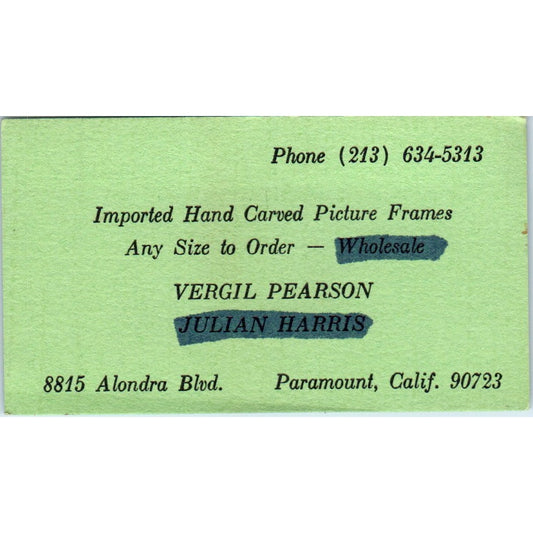 Phone (213) 634-5313
Imported Hand Carved Picture Frames
Any Size to Order — Wholesale
VERGIL PEARSON
JULIAN HARRIS
8815 Alondra Blvd. Paramount, Calif. 90723